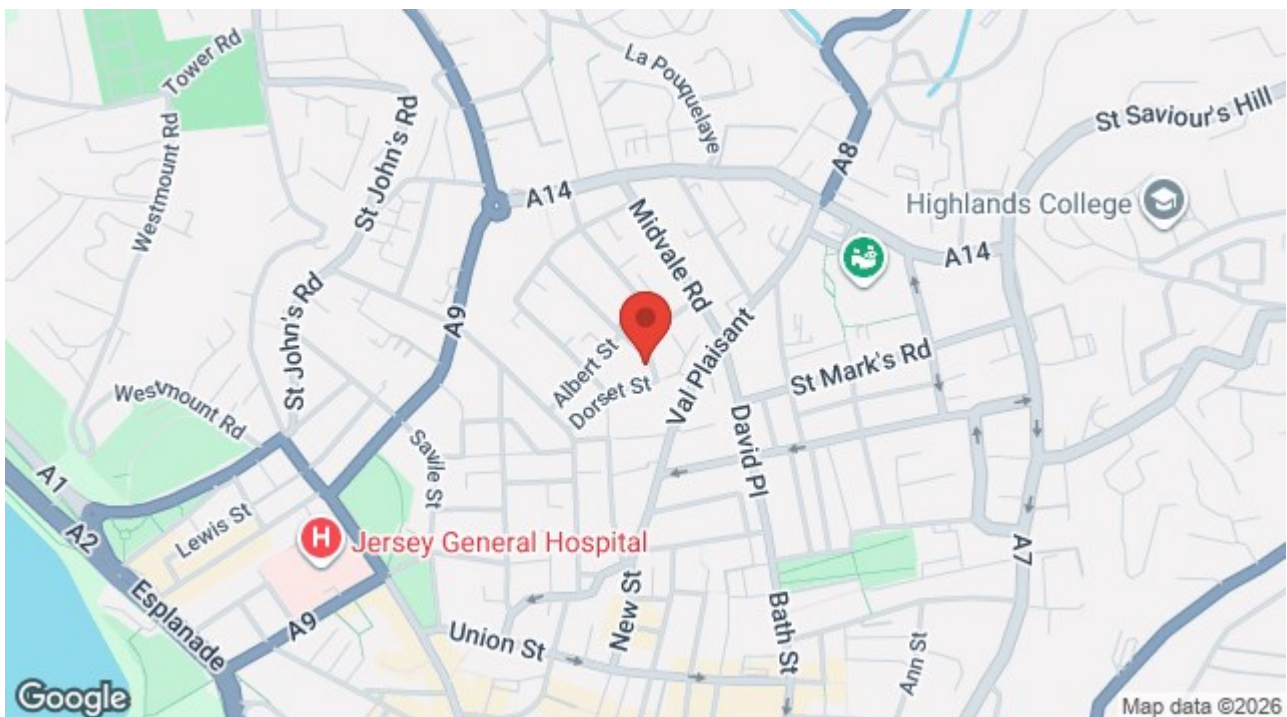 Tower Rd
La Pouquelaye
St Saviour's Hill
Westmount Rd
St John's Rd
A8
A14
Highlands College
Midvale Rd
A14
St John's Rd
A9
Albert St
Val Plaisant
St Mark's Rd
Dorset St
Westmount Rd
David Pl
Savile St
A1
A2
Lewis St
H
Jersey General Hospital
A7
Esplanade
New St
Bath St
A9
Union St
Ann St
Google
Map data ©2026